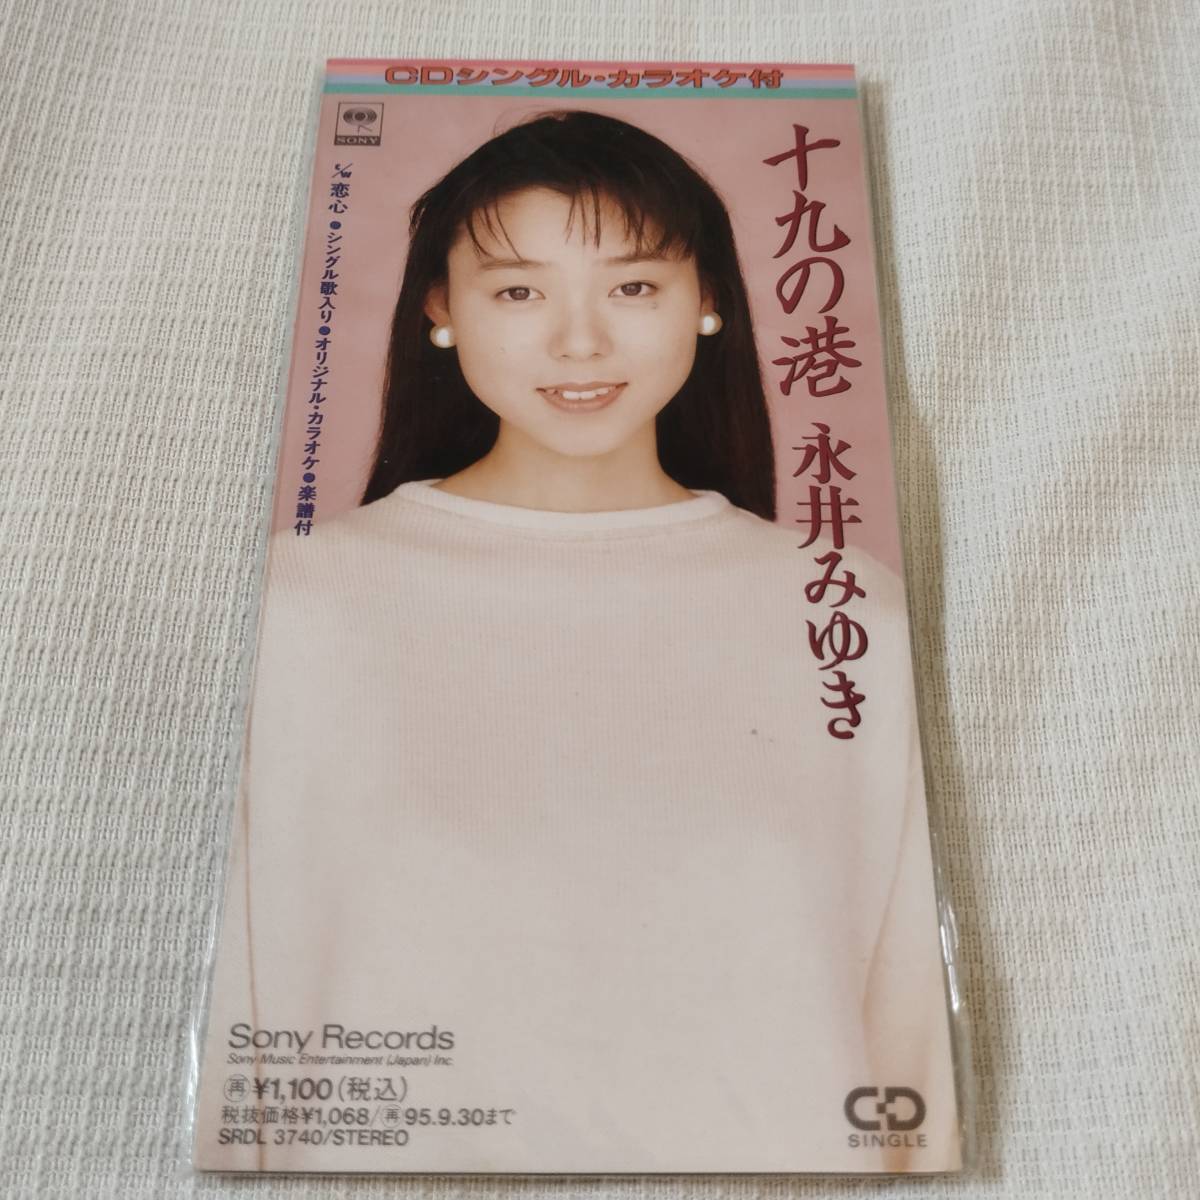 CDシングル・カラオケ付
SONY
十九の港 永井みゆき
c/w 恋心 ●シングル歌入り●オリジナル・カラオケ●楽譜付
Sony Records
Sony Music Entertainment (Japan) Inc.
再 ¥1,100(税込)
税抜価格¥1,068/再95.9.30まで
SRDL 3740/STEREO
CD
SINGLE